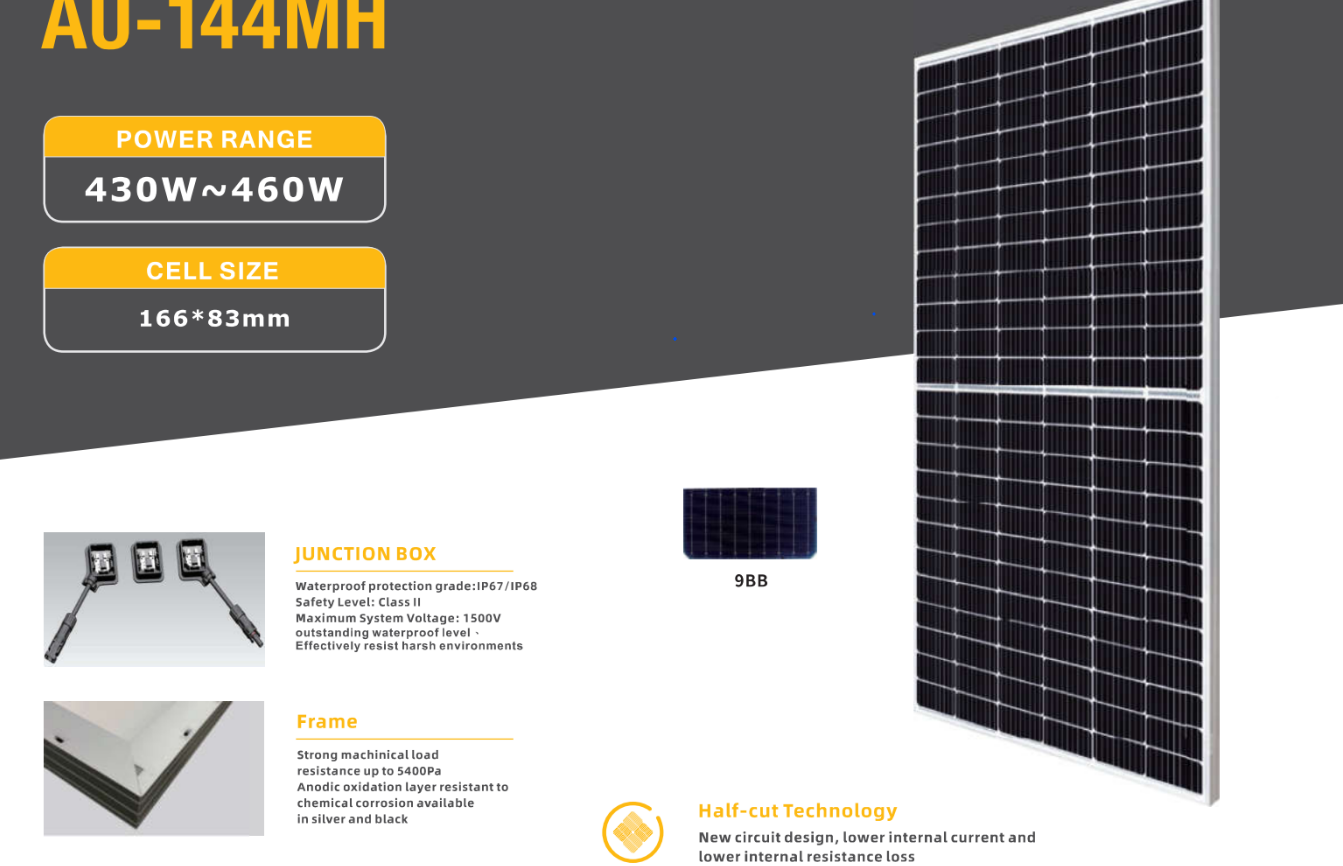 AU-144MH
POWER RANGE
430W~460W
CELL SIZE
166*83mm
9BB
JUNCTION BOX
Waterproof protection grade:IP67/IP68
Safety Level: Class II
Maximum System Voltage: 1500V
outstanding waterproof level 、
Effectively resist harsh environments
Frame
Strong machinical load
resistance up to 5400Pa
Anodic oxidation layer resistant to
chemical corrosion available
in silver and black
Half-cut Technology
New circuit design, lower internal current and
lower internal resistance loss